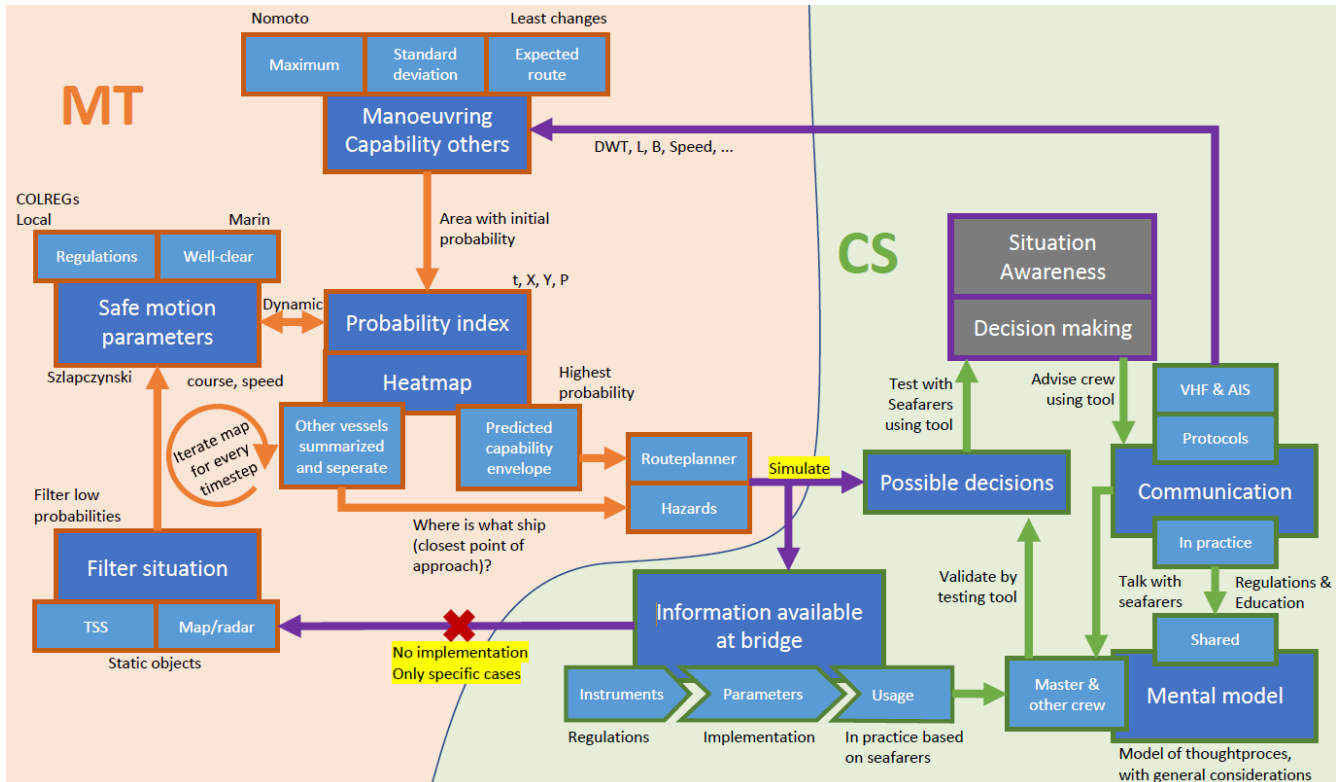 Nomoto
Least changes
Maximum
Standard
deviation
Expected
route
MT
Manoeuvring
Capability others
DWT, L, B, Speed, ...
COLREGs
Local
Marin
Area with initial
probability
Regulations
Well-clear
CS
Situation
Awareness
Decision making
t, X, Y, P
Safe motion
parameters
Dynamic
Probability index
Szlapczynski
course, speed
Heatmap
Highest
probability
Test with
Seafarers
using tool
Advise crew
using tool
VHF & AIS
Protocols
Iterate map
for every
timestep
Other vessels
summarized
and seperate
Predicted
capability
envelope
Routeplanner
Hazards
Simulate
Possible decisions
Communication
In practice
Filter low
probabilities
Where is what ship
(closest point of
approach)?
Filter situation
TSS
Map/radar
Static objects
No implementation
Only specific cases
Information available
at bridge
Validate by
testing tool
Talk with
seafarers
Regulations &
Education
Shared
Instruments
Parameters
Usage
Master &
other crew
Mental model
Regulations
Implementation
In practice based
on seafarers
Model of thoughtproces,
with general considerations